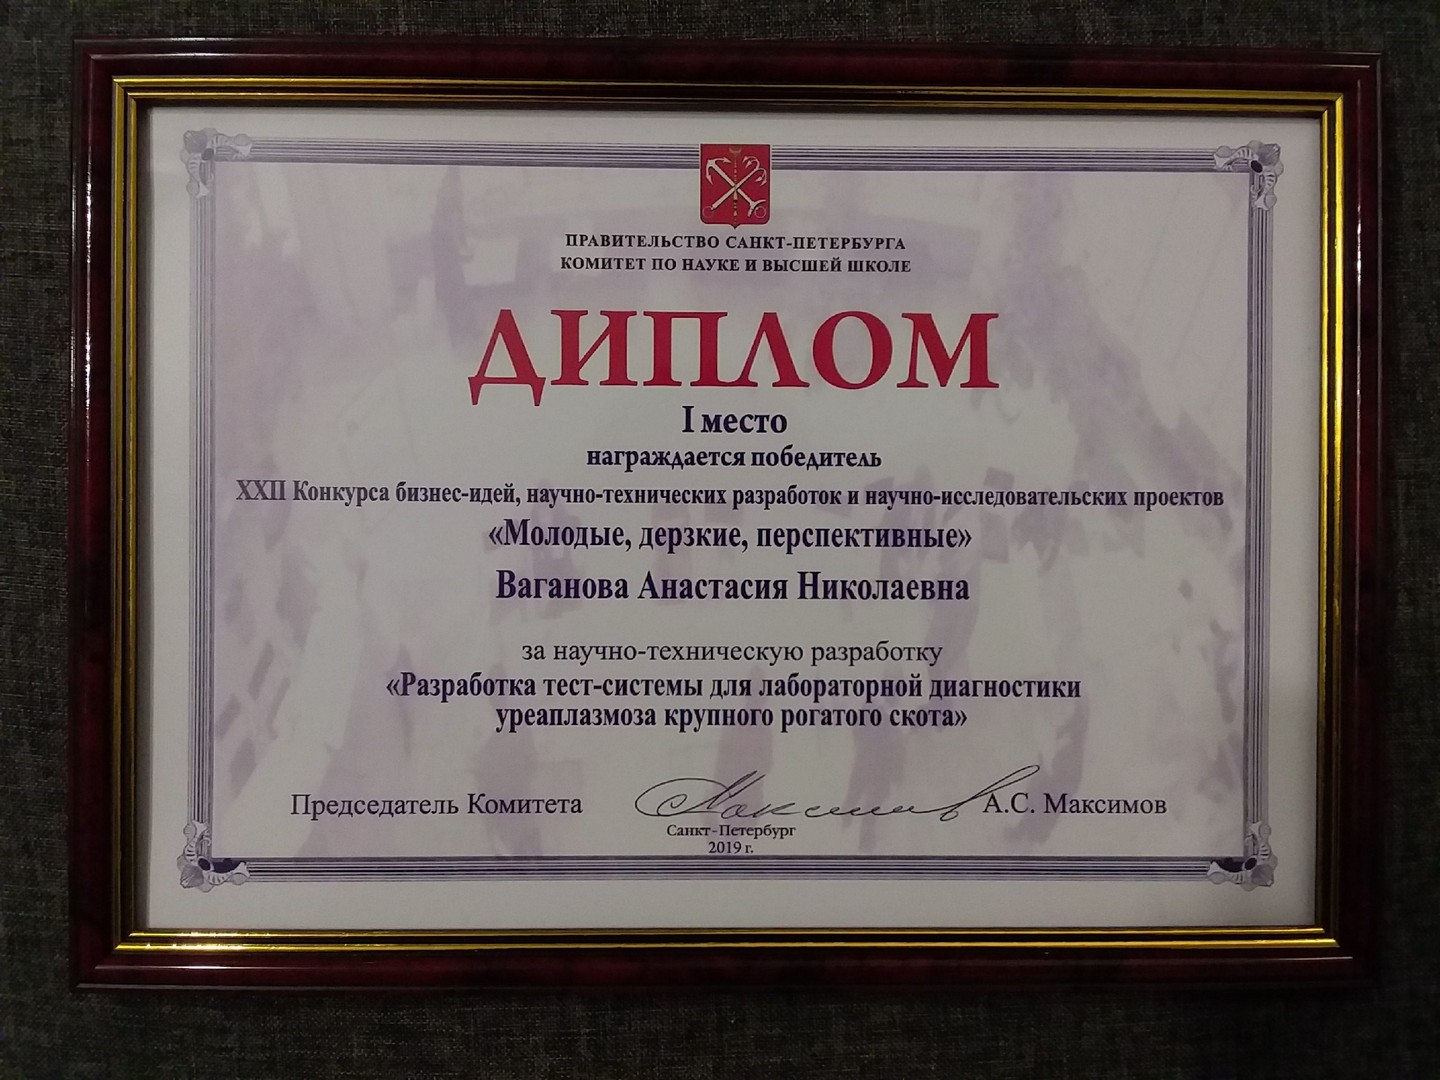 ПРАВИТЕЛЬСТВО САНКТ-ПЕТЕРБУРГА
КОМИТЕТ ПО НАУКЕ И ВЫСШЕЙ ШКОЛЕ
ДИПЛОМ
I место
награждается победитель
XXII Конкурса бизнес-идей, научно-технических разработок и научно-исследовательских проектов
«Молодые, дерзкие, перспективные»
Ваганова Анастасия Николаевна
за научно-техническую разработку
«Разработка тест-системы для лабораторной диагностики
уреаплазмоза крупного рогатого скота»
Председатель Комитета Максимов А.С. Максимов
Санкт-Петербург
2019 г.